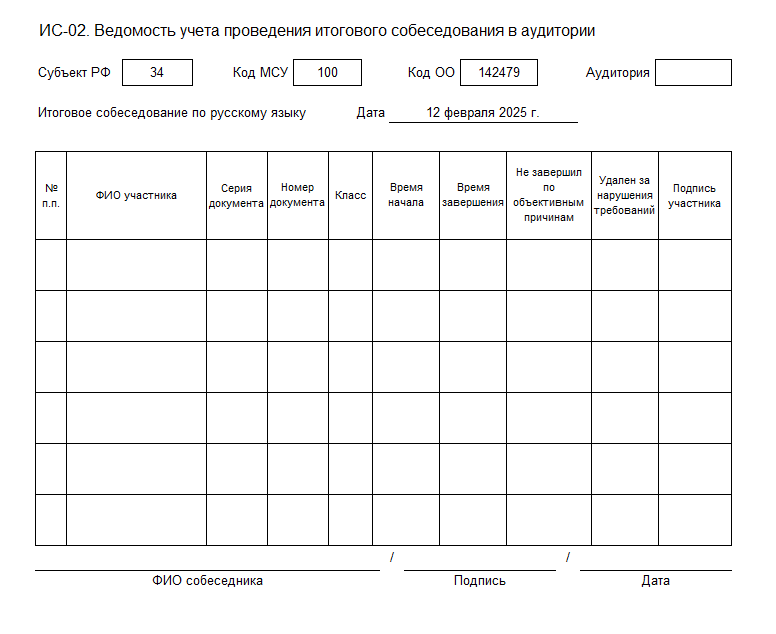 ИС-02. Ведомость учета проведения итогового собеседования в аудитории
Субъект РФ 34 Код МСУ 100 Код ОО 142479 Аудитория
Итоговое собеседование по русскому языку Дата 12 февраля 2025 г.
№ п.п.
ФИО участника
Серия документа
Номер документа
Класс
Время начала
Время завершения
Не завершил по объективным причинам
Удален за нарушения требований
Подпись участника
/ /
ФИО собеседника Подпись Дата